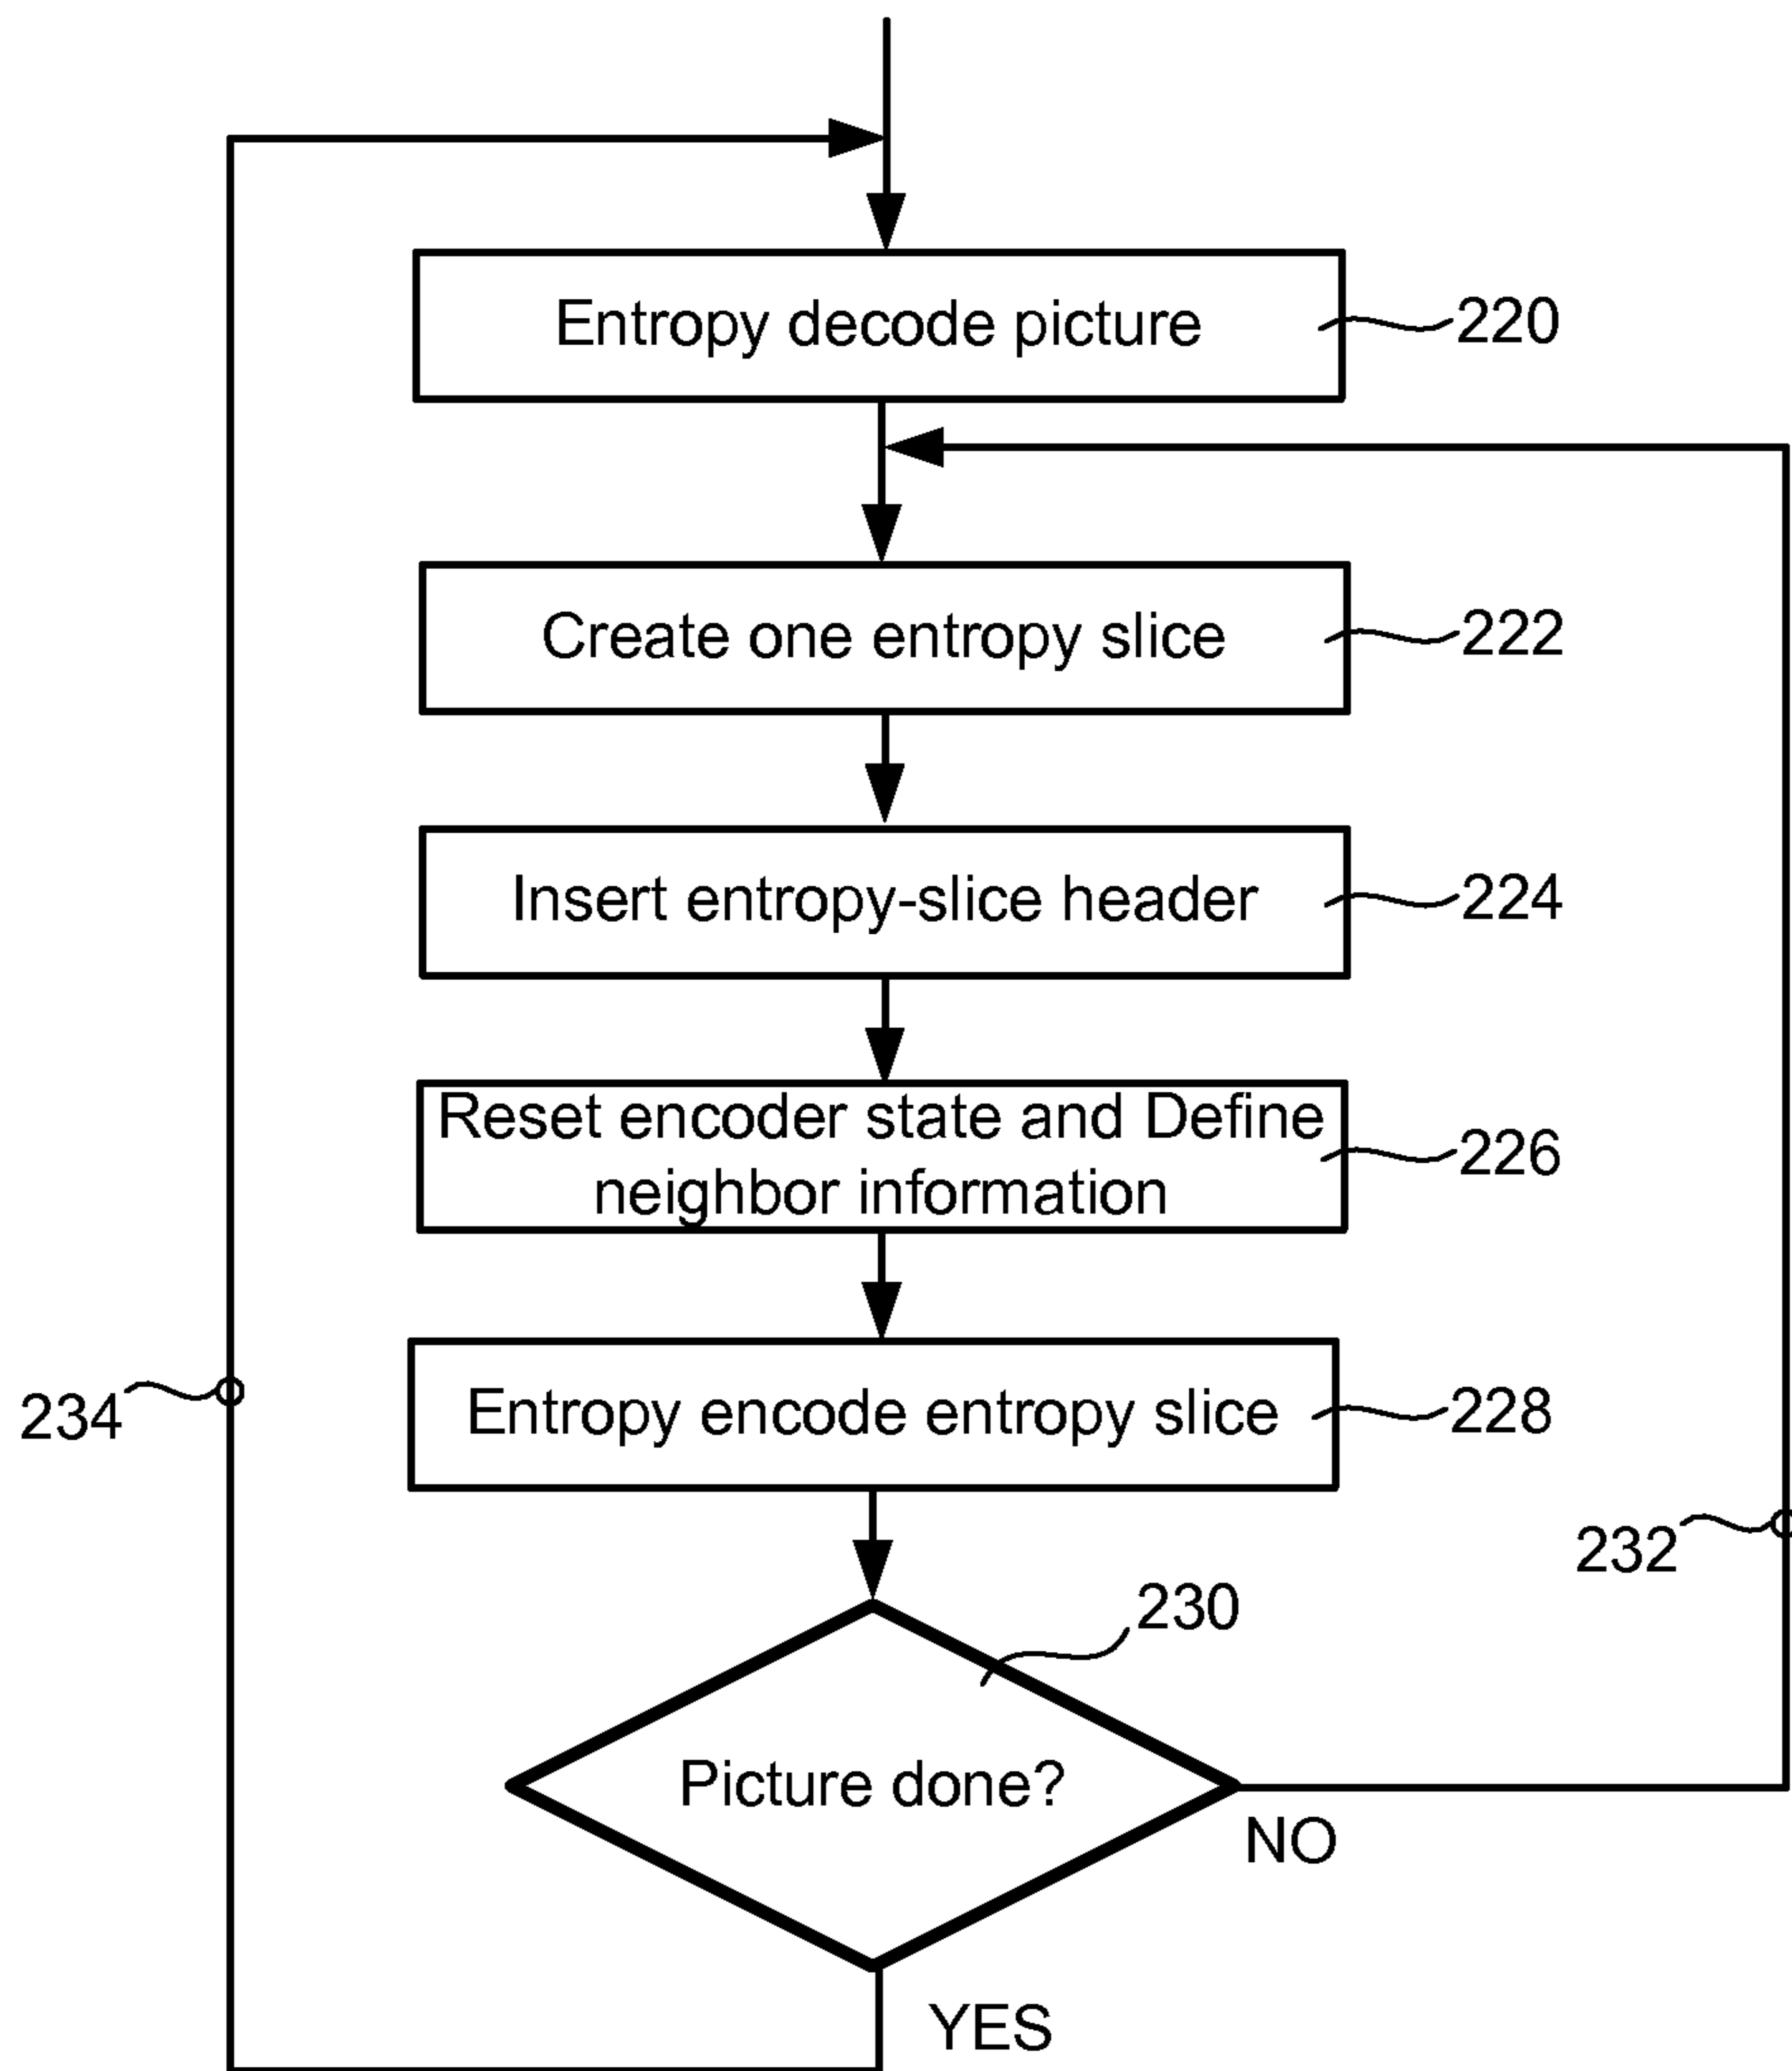 Entropy decode picture
220
Create one entropy slice
222
Insert entropy-slice header
224
Reset encoder state and Define
neighbor information
226
Entropy encode entropy slice
228
234
232
230
Picture done?
NO
YES